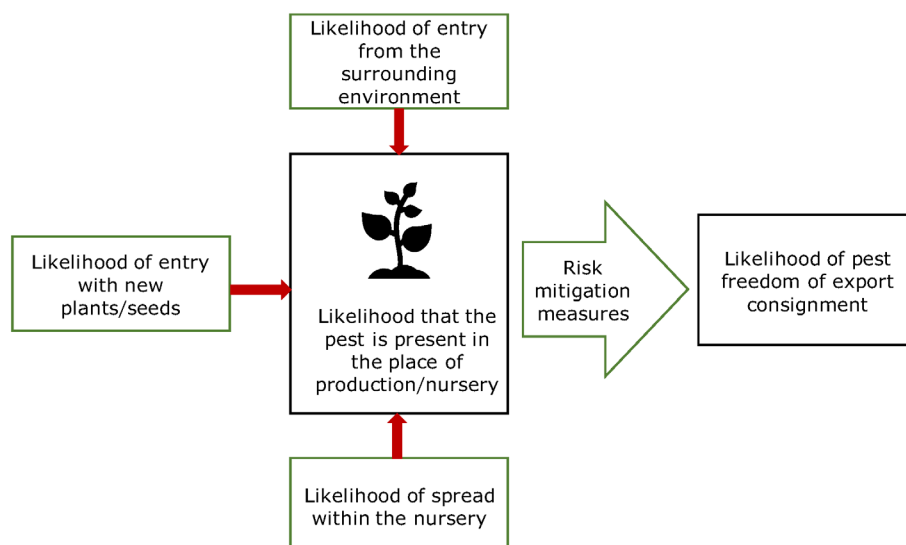 Likelihood of entry
from the
surrounding
environment
Likelihood of entry
with new
plants/seeds
Likelihood that the
pest is present in
the place of
production/nursery
Risk
mitigation
measures
Likelihood of pest
freedom of export
consignment
Likelihood of spread
within the nursery